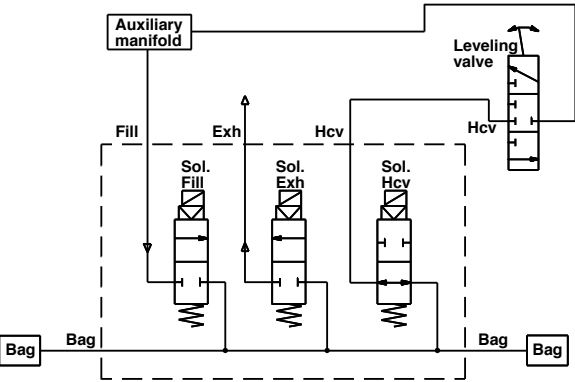 Auxiliary
manifold
Leveling
valve
Fill
Exh
Hcv
Hcv
Sol.
Fill
Sol.
Exh
Sol.
Hcv
Bag
Bag
Bag
Bag